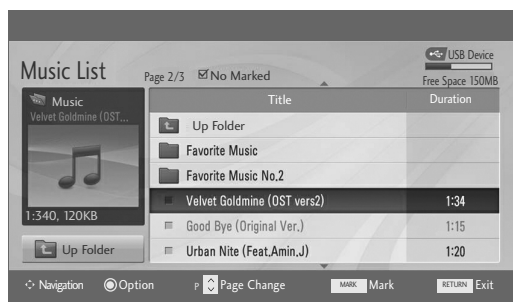 USB Device
Music List
Page 2/3 No Marked
Free Space 150MB
Music
Velvet Goldmine (OST...
1:340, 120KB
Up Folder
Title Duration
Up Folder
Favorite Music
Favorite Music No.2
Velvet Goldmine (OST vers2) 1:34
Good Bye (Original Ver.) 1:15
Urban Nite (Feat.Amin.J) 1:20
Navigation Option P Page Change MARK Mark RETURN Exit